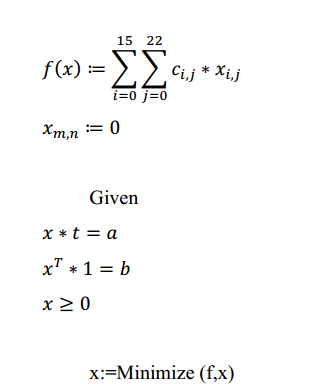 15 22
f(x) ≔ ∑ ∑ c_{i,j} * x_{i,j}
i=0 j=0
x_{m,n} ≔ 0
Given
x * t = a
x^T * 1 = b
x ≥ 0
x:=Minimize (f,x)